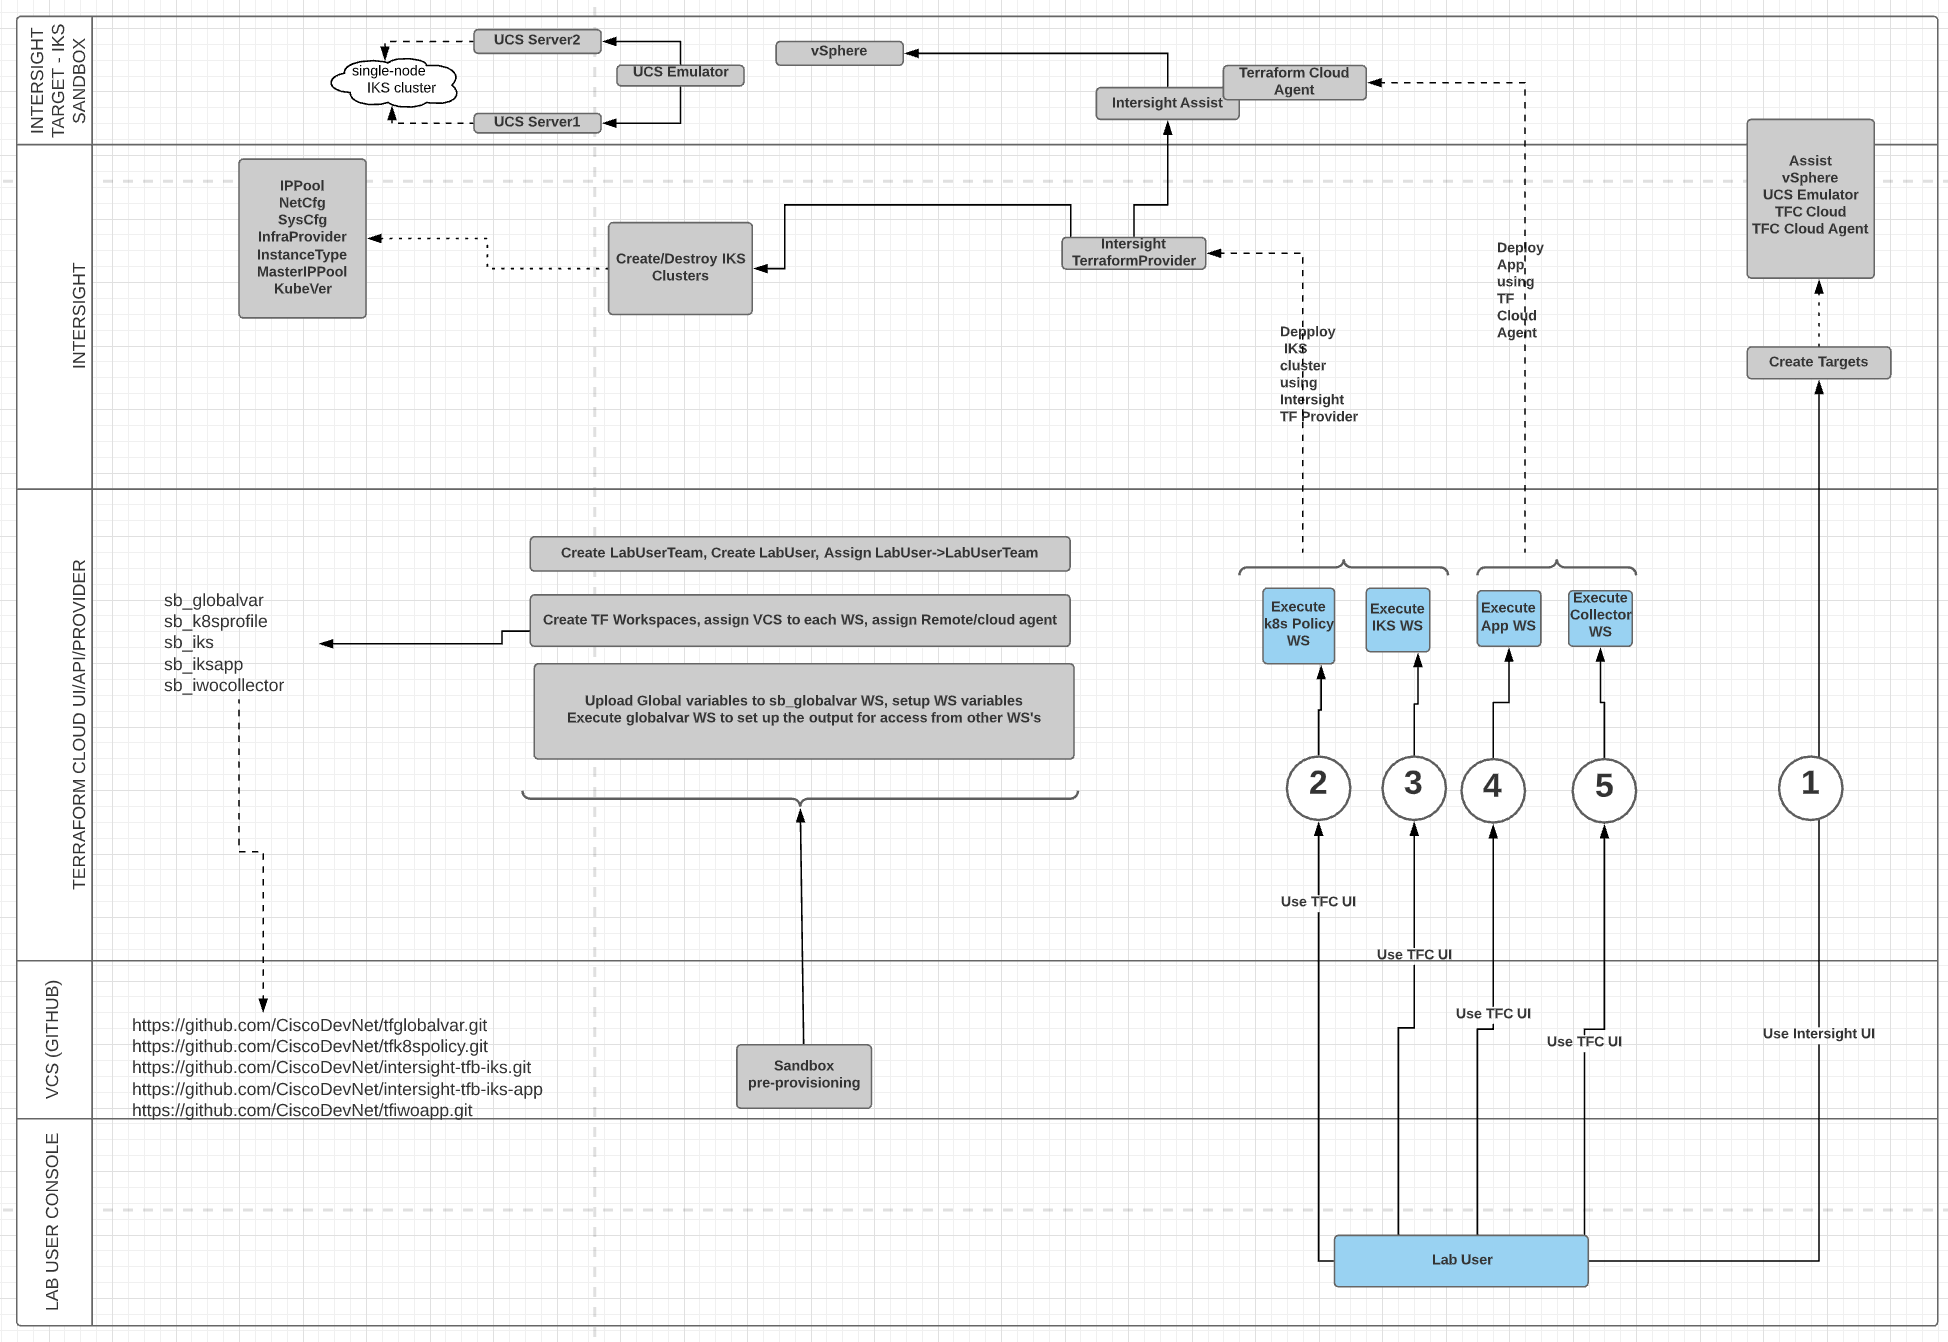 INTERSIGHT
TARGET - IKS
SANDBOX
UCS Server2
single-node
IKS cluster
UCS Emulator
UCS Server1
vSphere
Terraform Cloud
Agent
Intersight Assist
INTERSIGHT
IPPool
NetCfg
SysCfg
InfraProvider
InstanceType
MasterIPPool
KubeVer
Create/Destroy IKS
Clusters
Intersight
TerraformProvider
Depploy
IKS
cluster
using
Intersight
TF Provider
Deploy
App
using
TF
Cloud
Agent
Assist
vSphere
UCS Emulator
TFC Cloud
TFC Cloud Agent
Create Targets
TERRAFORM CLOUD UI/API/PROVIDER
sb_globalvar
sb_k8sprofile
sb_iks
sb_iksapp
sb_iwocollector
Create LabUserTeam, Create LabUser, Assign LabUser->LabUserTeam
Create TF Workspaces, assign VCS to each WS, assign Remote/cloud agent
Upload Global variables to sb_globalvar WS, setup WS variables
Execute globalvar WS to set up the output for access from other WS's
Execute
k8s Policy
WS
Execute
IKS WS
Execute
App WS
Execute
Collector
WS
2
3
4
5
1
Use TFC UI
Use TFC UI
Use TFC UI
Use TFC UI
Use Intersight UI
VCS (GITHUB)
https://github.com/CiscoDevNet/tfglobalvar.git
https://github.com/CiscoDevNet/tfk8spolicy.git
https://github.com/CiscoDevNet/intersight-tfb-iks.git
https://github.com/CiscoDevNet/intersight-tfb-iks-app
https://github.com/CiscoDevNet/tfiwoapp.git
Sandbox
pre-provisioning
LAB USER CONSOLE
Lab User